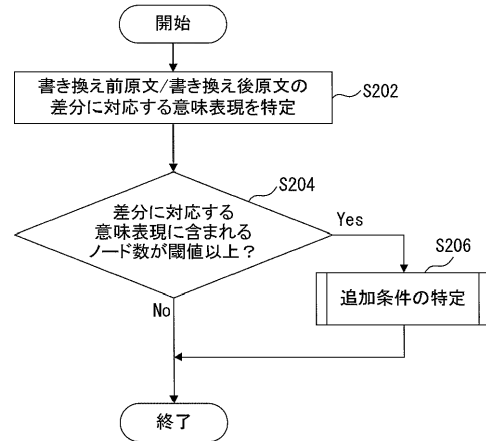 開始
書き換え前原文/書き換え後原文の
差分に対応する意味表現を特定
S202
S204
差分に対応する
意味表現に含まれる
ノード数が閾値以上？
Yes
S206
追加条件の特定
No
終了